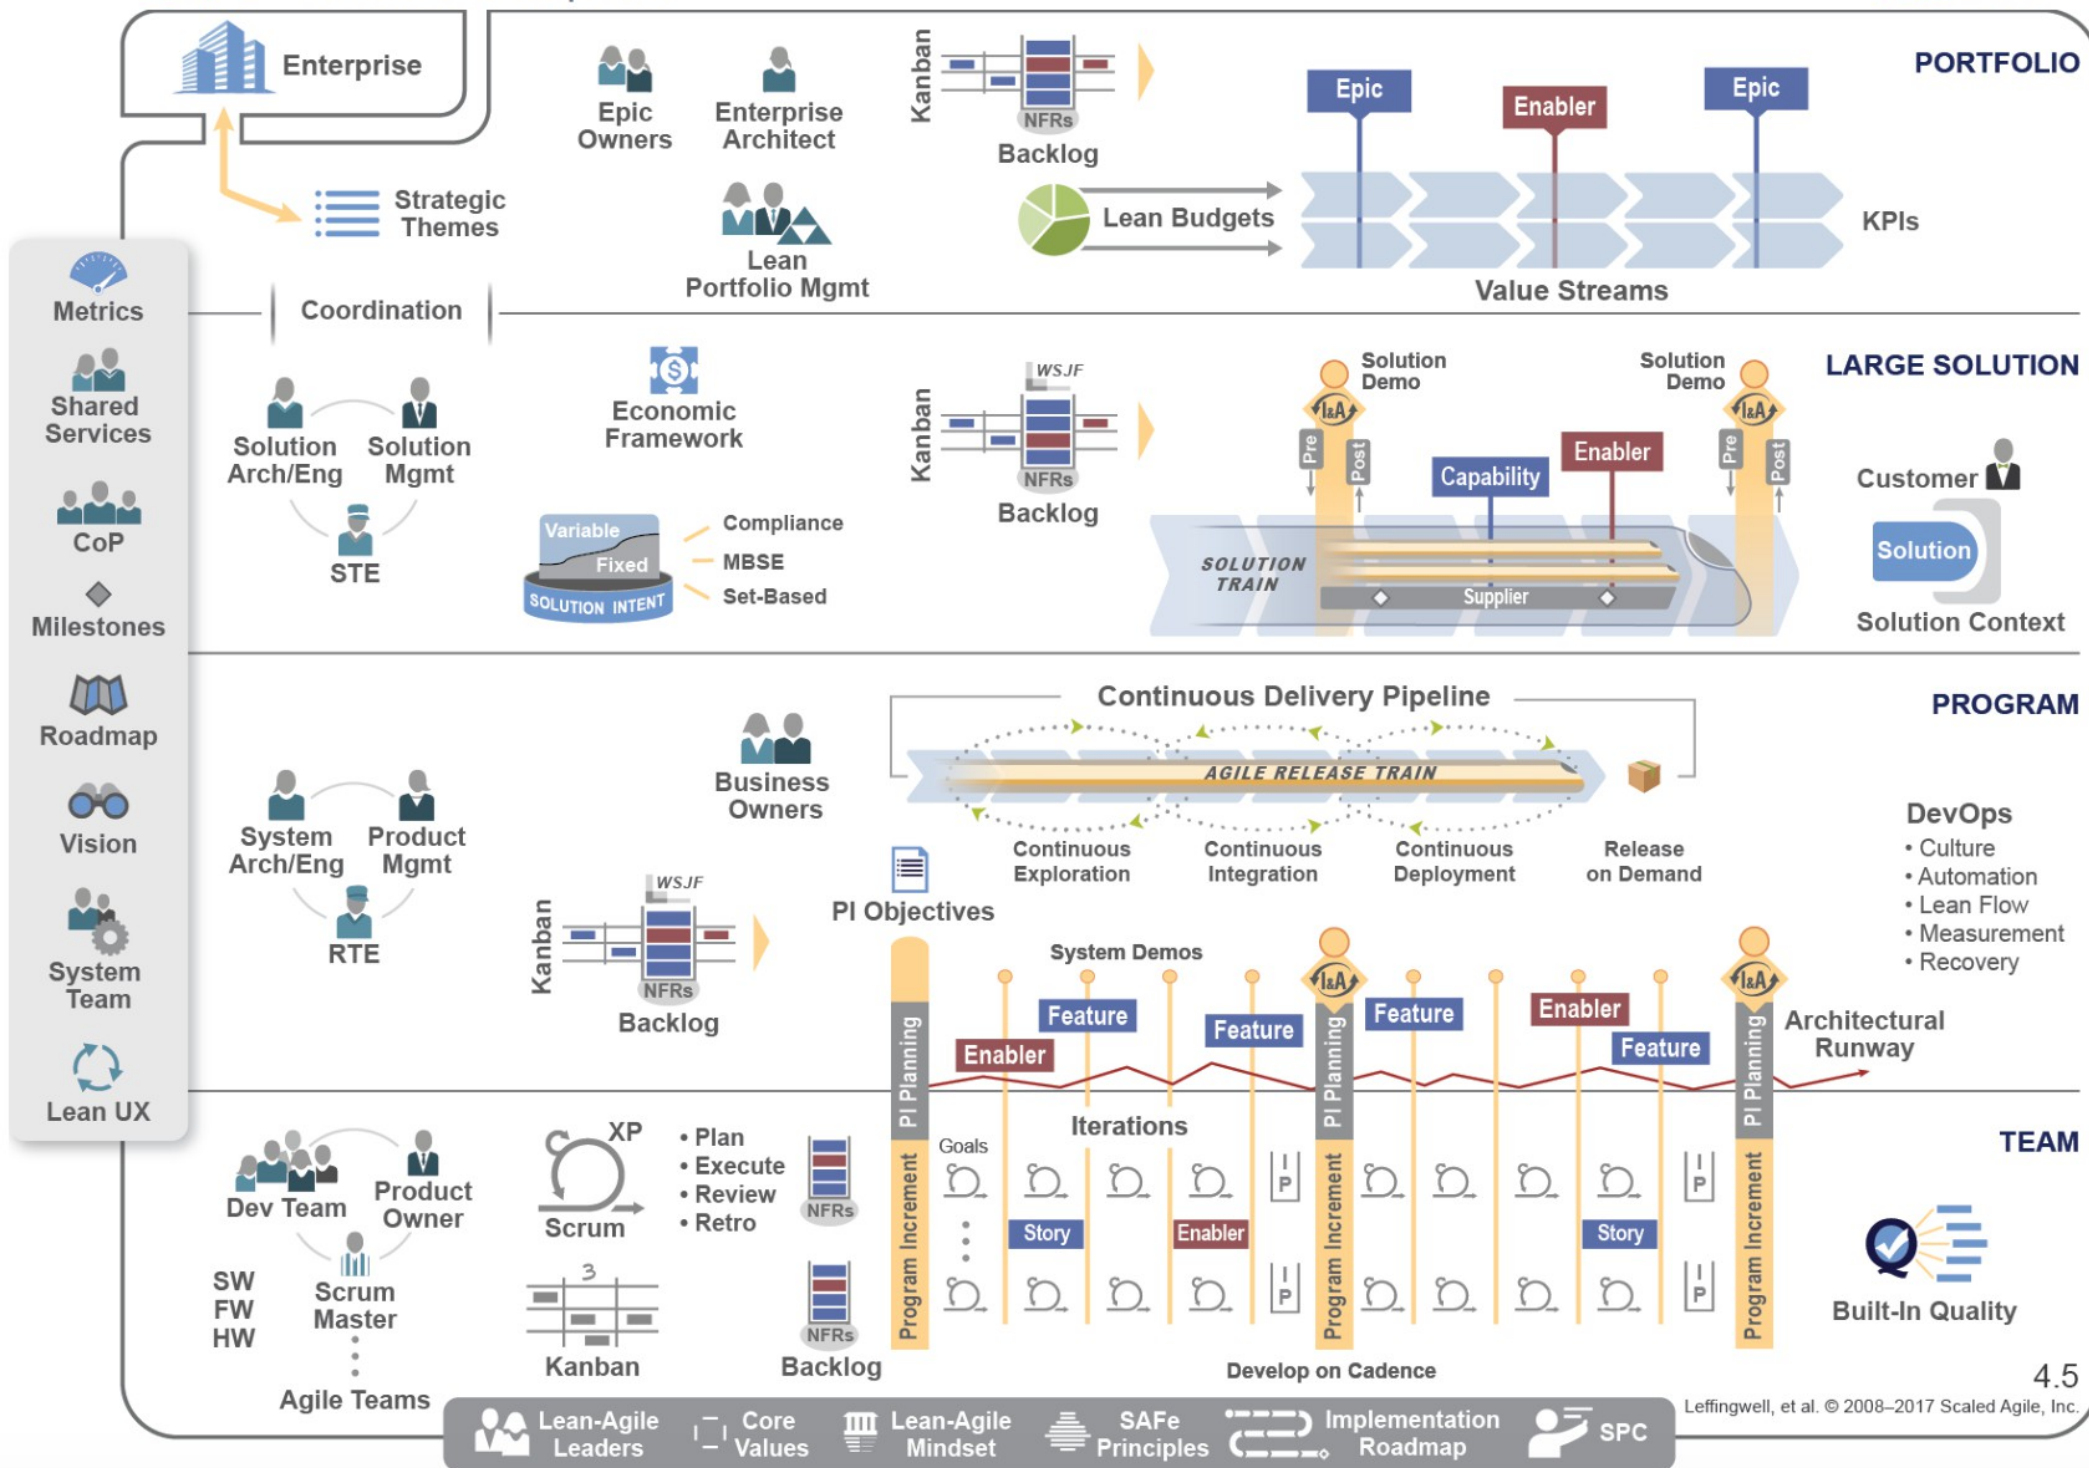 Enterprise
Strategic
Themes
Epic
Owners
Enterprise
Architect
Lean
Portfolio Mgmt
Kanban
NFRs
Backlog
Lean Budgets
Epic
Enabler
Epic
KPIs
Value Streams
PORTFOLIO
Metrics
Shared
Services
CoP
Milestones
Roadmap
Vision
System
Team
Lean UX
Coordination
Solution
Arch/Eng
Solution
Mgmt
STE
Economic
Framework
Variable
Fixed
SOLUTION INTENT
Compliance
MBSE
Set-Based
Kanban
WSJF
NFRs
Backlog
Solution
Demo
I&A
Pre
Post
Capability
Enabler
Solution
Demo
I&A
Pre
Post
SOLUTION
TRAIN
Supplier
LARGE SOLUTION
Customer
Solution
Solution Context
PROGRAM
Continuous Delivery Pipeline
AGILE RELEASE TRAIN
Continuous
Exploration
Continuous
Integration
Continuous
Deployment
Release
on Demand
Business
Owners
System
Arch/Eng
Product
Mgmt
RTE
Kanban
WSJF
NFRs
Backlog
PI Objectives
DevOps
• Culture
• Automation
• Lean Flow
• Measurement
• Recovery
System Demos
I&A
I&A
Enabler
Feature
Feature
Feature
Enabler
Feature
PI Planning
PI Planning
PI Planning
Architectural
Runway
TEAM
Dev Team
Product
Owner
Scrum
Master
SW
FW
HW
Agile Teams
XP
Scrum
• Plan
• Execute
• Review
• Retro
3
Kanban
NFRs
NFRs
Backlog
Program Increment
Program Increment
Program Increment
Iterations
Goals
Story
Enabler
Story
I
P
I
P
I
P
I
P
Develop on Cadence
Built-In Quality
4.5
Leffingwell, et al. © 2008–2017 Scaled Agile, Inc.
Lean-Agile
Leaders
Core
Values
Lean-Agile
Mindset
SAFe
Principles
Implementation
Roadmap
SPC